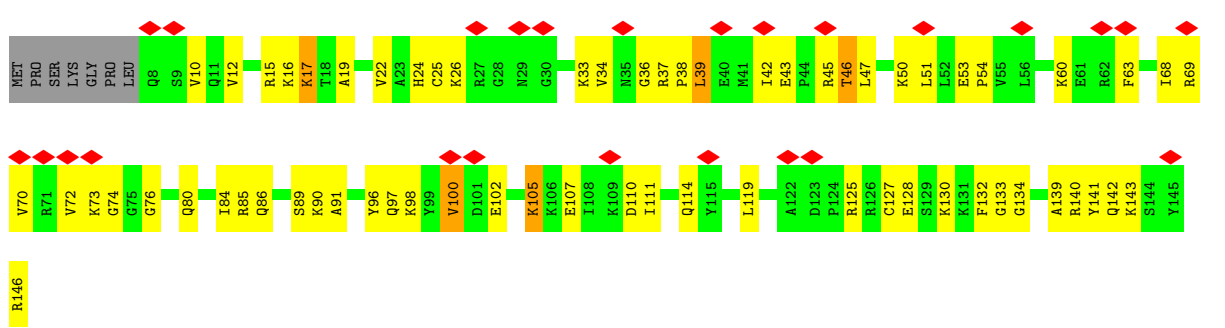 MET PRO SER LYS GLY PRO LEU Q8 S9 V10 Q11 V12 R15 K16 K17 T18 A19 V22 A23 H24 C25 K26 R27 G28 N29 G30 K33 V34 N35 G36 R37 P38 L39 E40 M41 I42 E43 P44 R45 T46 L47 K50 L51 L52 E53 P54 V55 L56 K60 E61 R62 F63 I68 R69
V70 R71 V72 K73 G74 G75 G76 Q80 I84 R85 Q86 S89 K90 A91 Y96 Q97 K98 Y99 V100 D101 E102 K105 K106 E107 I108 K109 D110 I111 Q114 Y115 L119 A122 D123 P124 R125 R126 C127 E128 S129 K130 K131 F132 G133 G134 A139 R140 Y141 Q142 K143 S144 Y145
R146